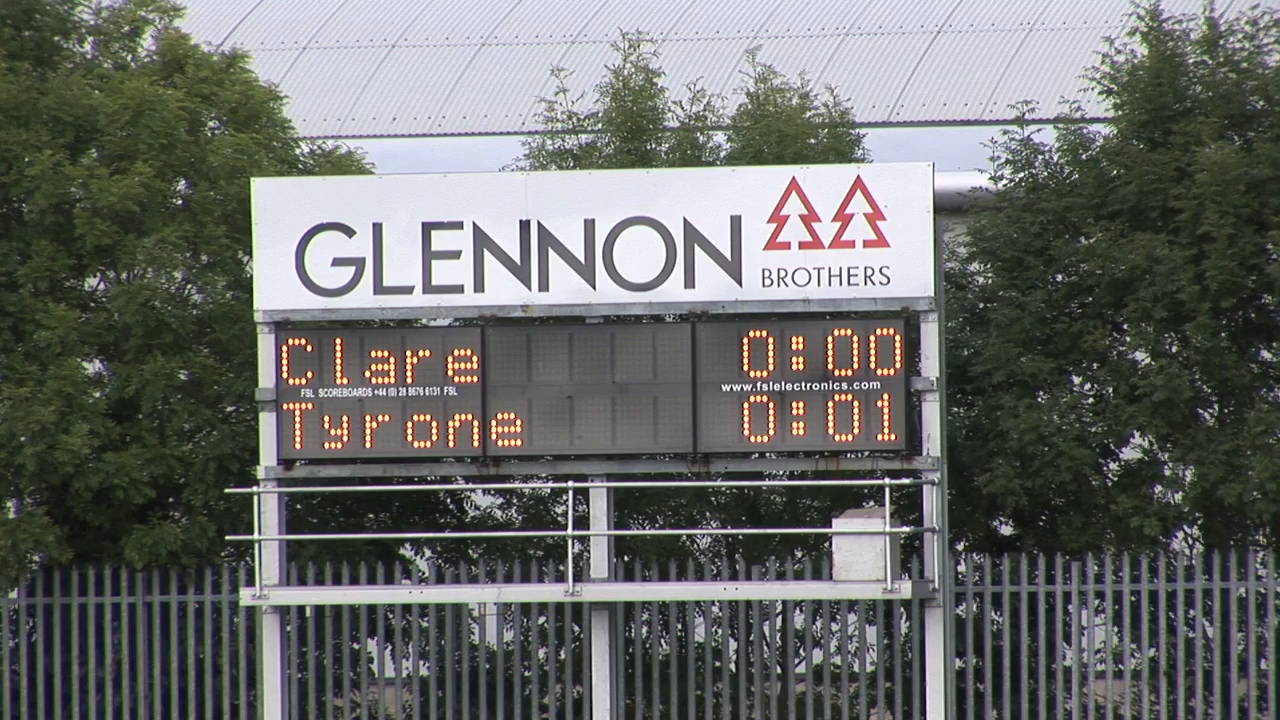 GLENNON
BROTHERS
Clare 0:00
FSL SCOREBOARDS +44 (0) 28 8676 6131 FSL
www.fslelectronics.com
Tyrone 0:01